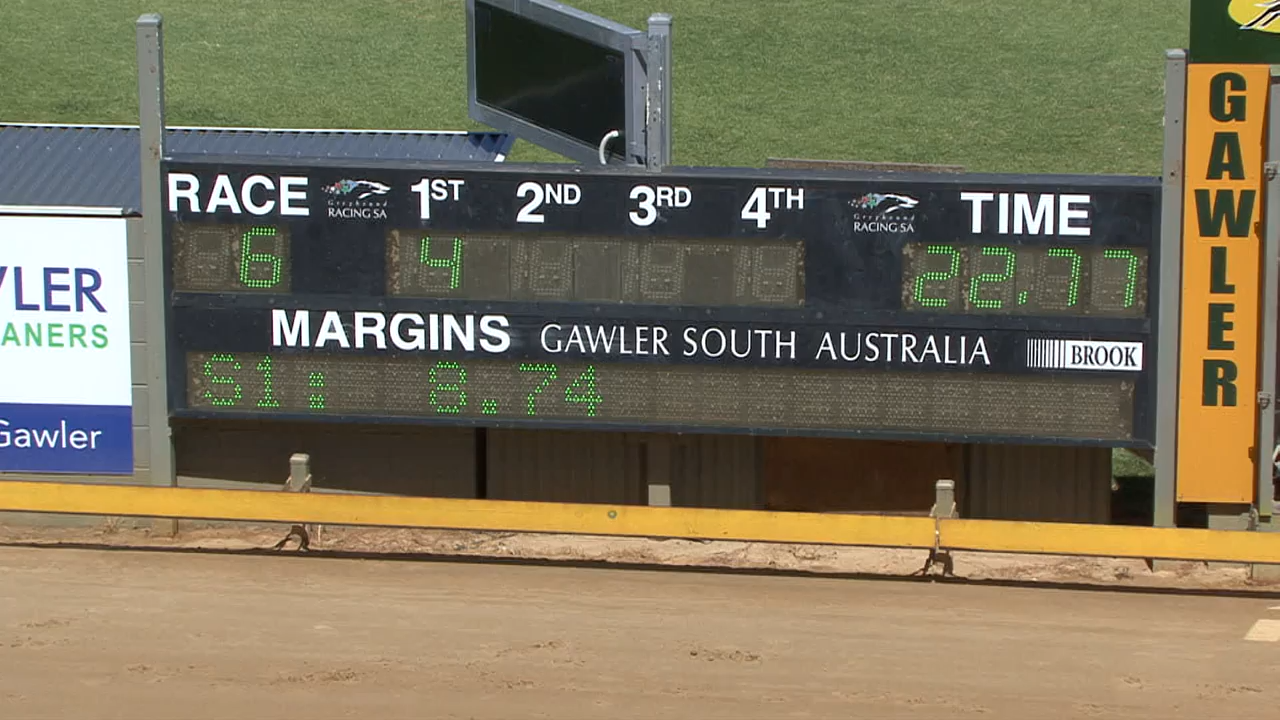 RACE
Greyhound
RACING SA
1ST 2ND 3RD 4TH
Greyhound
RACING SA
TIME
6 4 22.77
MARGINS GAWLER SOUTH AUSTRALIA BROOK
S1: 8.74
GAWLER
LER
ANERS
Gawler